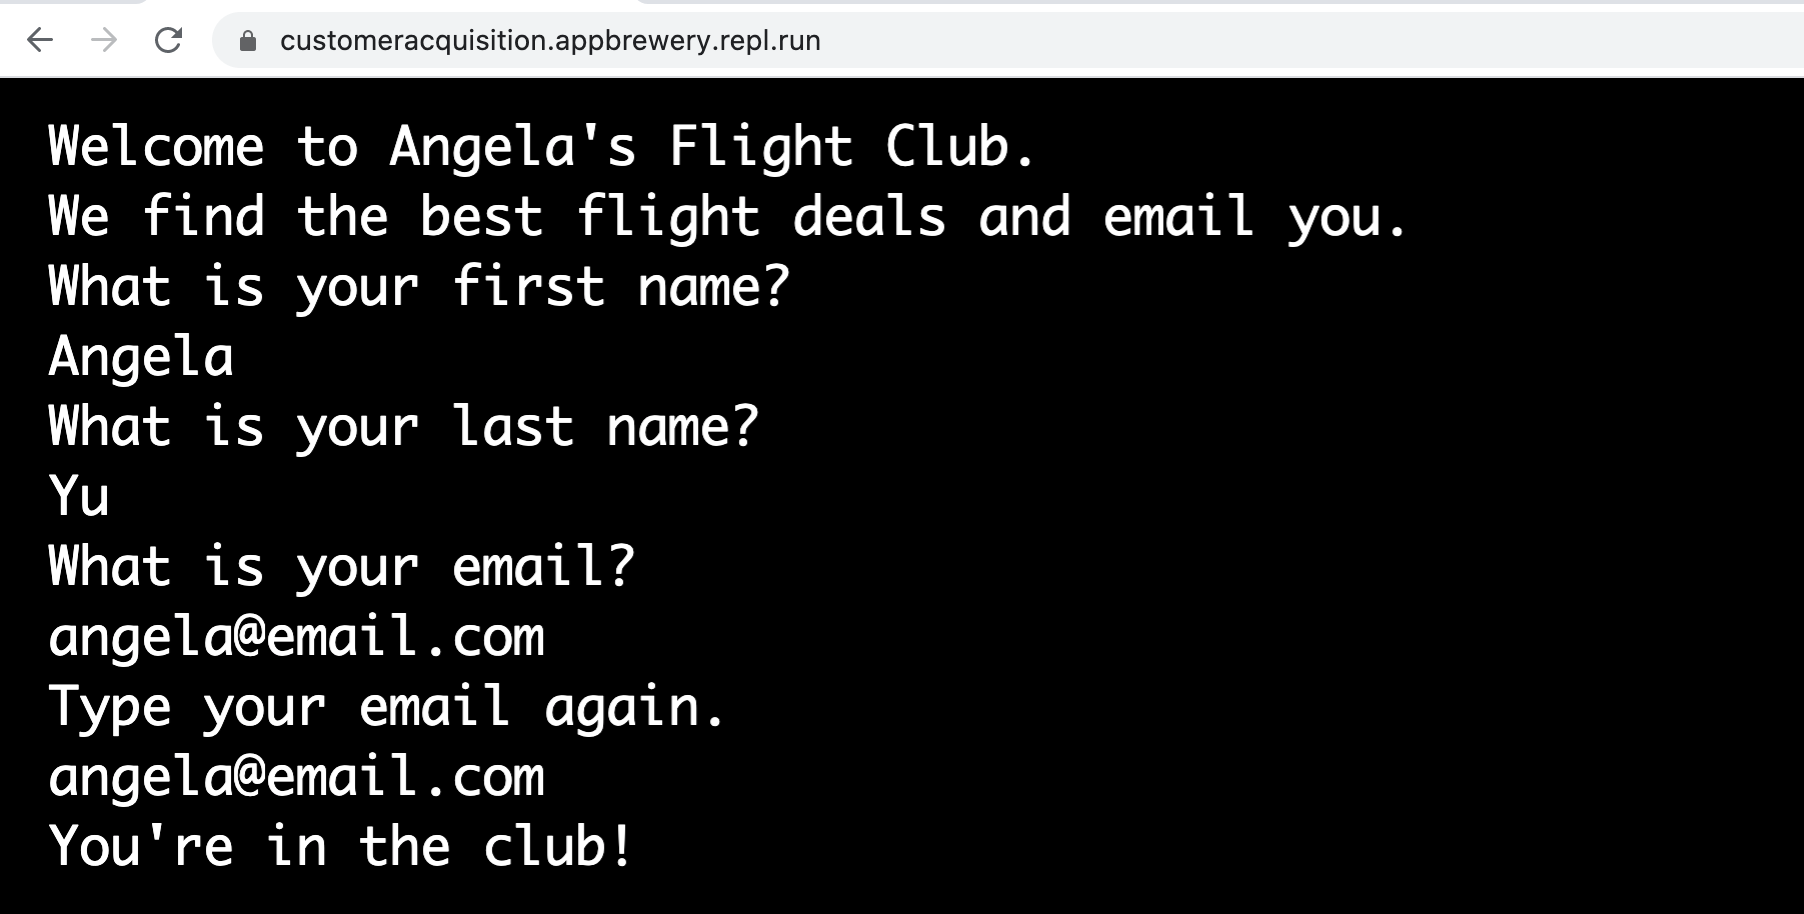 customeracquisition.appbrewery.repl.run
Welcome to Angela's Flight Club.
We find the best flight deals and email you.
What is your first name?
Angela
What is your last name?
Yu
What is your email?
angela@email.com
Type your email again.
angela@email.com
You're in the club!